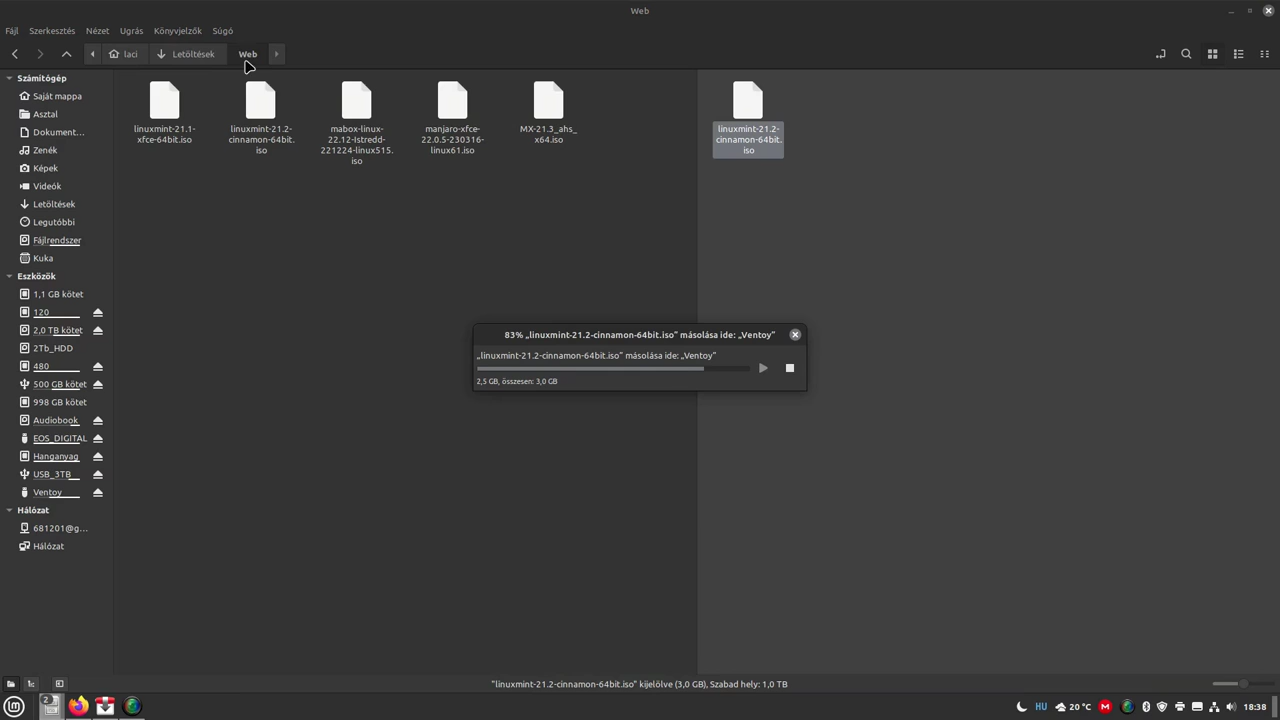 Web
Fájl Szerkesztés Nézet Ugrás Könyvjelzők Súgó
laci Letöltések Web
Számítógép
Saját mappa
Asztal
Dokument…
Zenék
Képek
Videók
Letöltések
Legutóbbi
Fájlrendszer
Kuka
Eszközök
1,1 GB kötet
120
2,0 TB kötet
2Tb_HDD
480
500 GB kötet
998 GB kötet
Audiobook
EOS_DIGITAL
Hanganyag
USB_3TB
Ventoy
Hálózat
681201@g…
Hálózat
linuxmint-21.1-
xfce-64bit.iso
linuxmint-21.2-
cinnamon-64bit.
iso
mabox-linux-
22.12-Istredd-
221224-linux515.
iso
manjaro-xfce-
22.0.5-230316-
linux61.iso
MX-21.3_ahs_
x64.iso
linuxmint-21.2-
cinnamon-64bit.
iso
83% „linuxmint-21.2-cinnamon-64bit.iso” másolása ide: „Ventoy”
„linuxmint-21.2-cinnamon-64bit.iso” másolása ide: „Ventoy”
2,5 GB, összesen: 3,0 GB
"linuxmint-21.2-cinnamon-64bit.iso" kijelölve (3,0 GB), Szabad hely: 1,0 TB
2
HU 20 °C 18:38